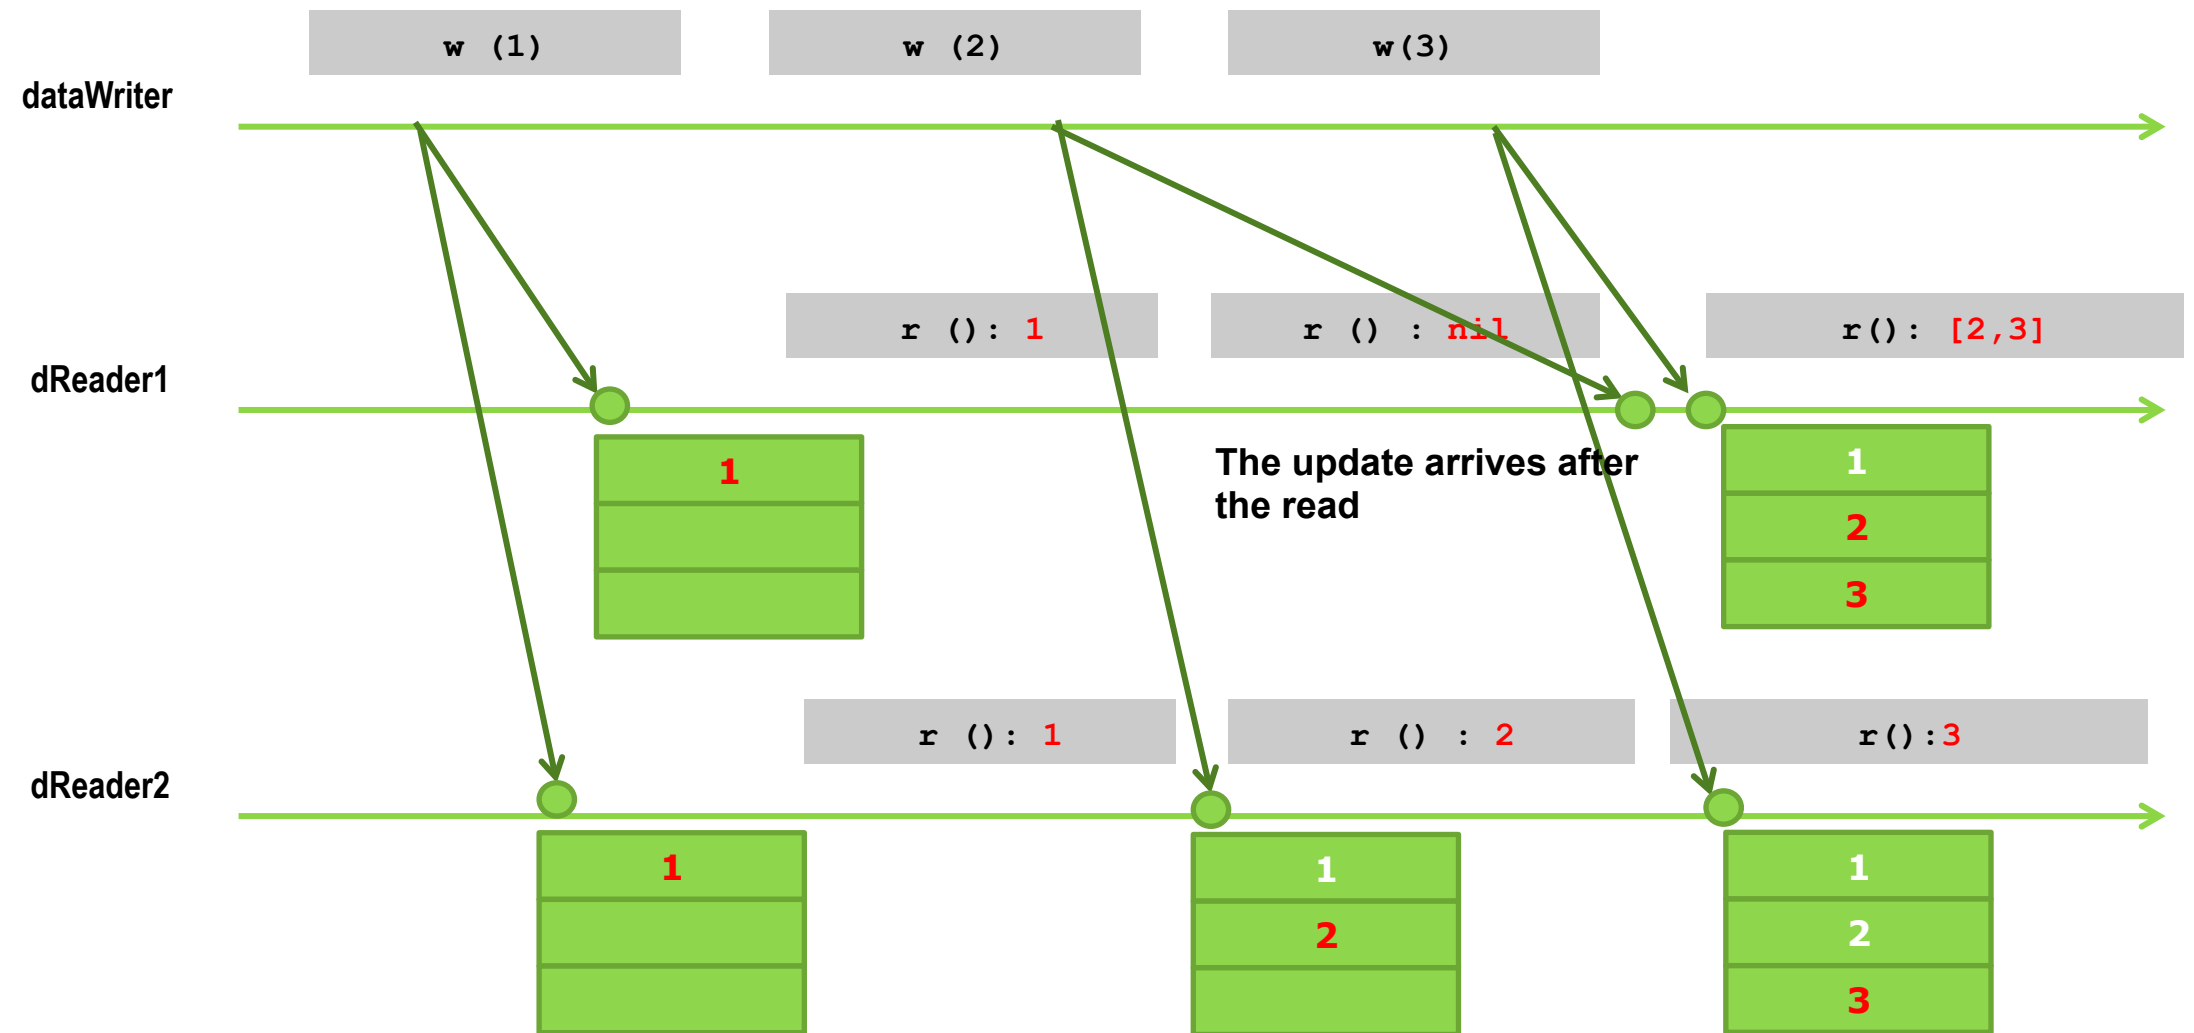 w (1)
w (2)
w(3)
dataWriter
r (): 1
r () : nil
r(): [2,3]
dReader1
The update arrives after
the read
1
1
2
3
r (): 1
r () : 2
r():3
dReader2
1
1
2
1
2
3